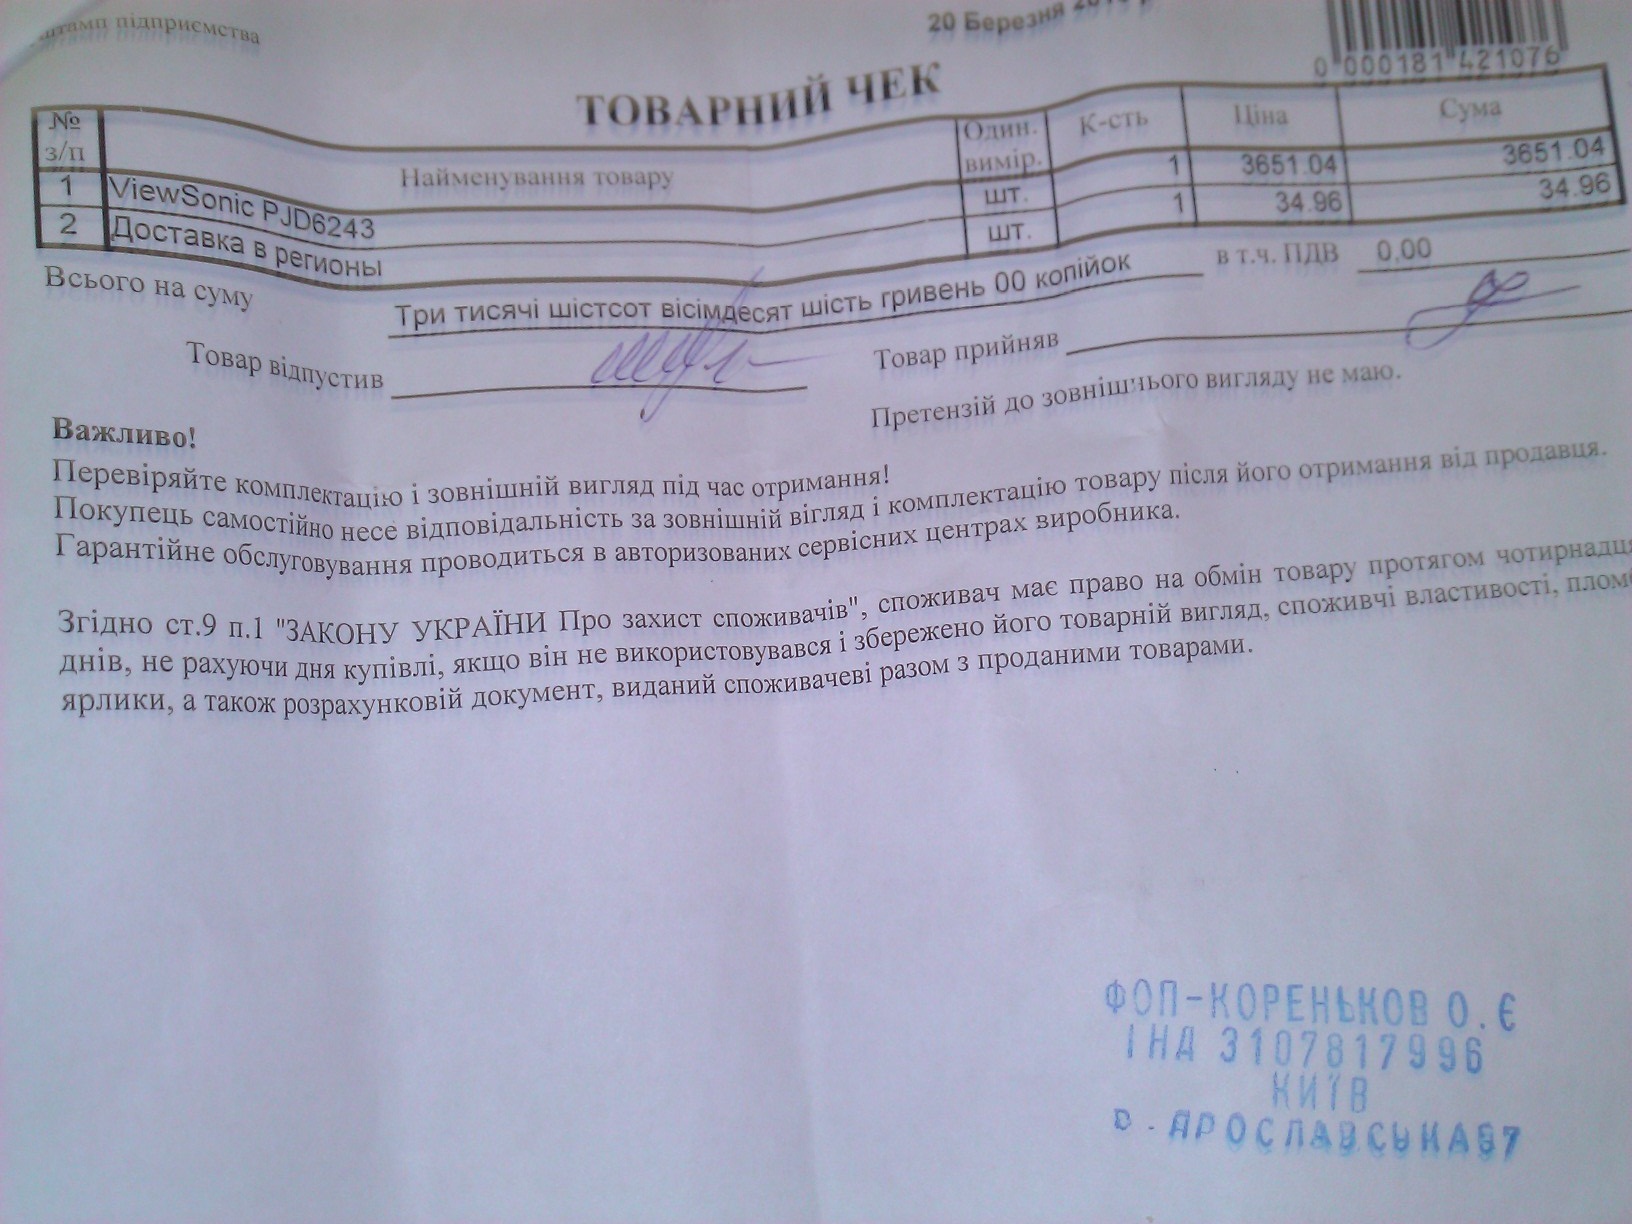 штамп підприємства
20 Березня
0 000181 421076
ТОВАРНИЙ ЧЕК
№ з/п Найменування товару Один. вимір. К-сть Ціна Сума
1 ViewSonic PJD6243 шт. 1 3651.04 3651.04
2 Доставка в регионы шт. 1 34.96 34.96
Всього на суму Три тисячі шістсот вісімдесят шість гривень 00 копійок в т.ч. ПДВ 0,00
Товар відпустив Товар прийняв
Претензій до зовнішнього вигляду не маю.
Важливо!
Перевіряйте комплектацію і зовнішній вигляд під час отримання!
Покупець самостійно несе відповідальність за зовнішній вігляд і комплектацію товару після його отримання від продавця.
Гарантійне обслуговування проводиться в авторизованих сервісних центрах виробника.
Згідно ст.9 п.1 "ЗАКОНУ УКРАЇНИ Про захист споживачів", споживач має право на обмін товару протягом чотирнадця
днів, не рахуючи дня купівлі, якщо він не використовувався і збережено його товарній вигляд, споживчі властивості, пломб
ярлики, а також розрахунковій документ, виданий споживачеві разом з проданими товарами.
ФОП-КОРЕНЬКОВ О.Є
ІНД 3107817996
КИЇВ
В.ЯРОСЛАВСЬКА57